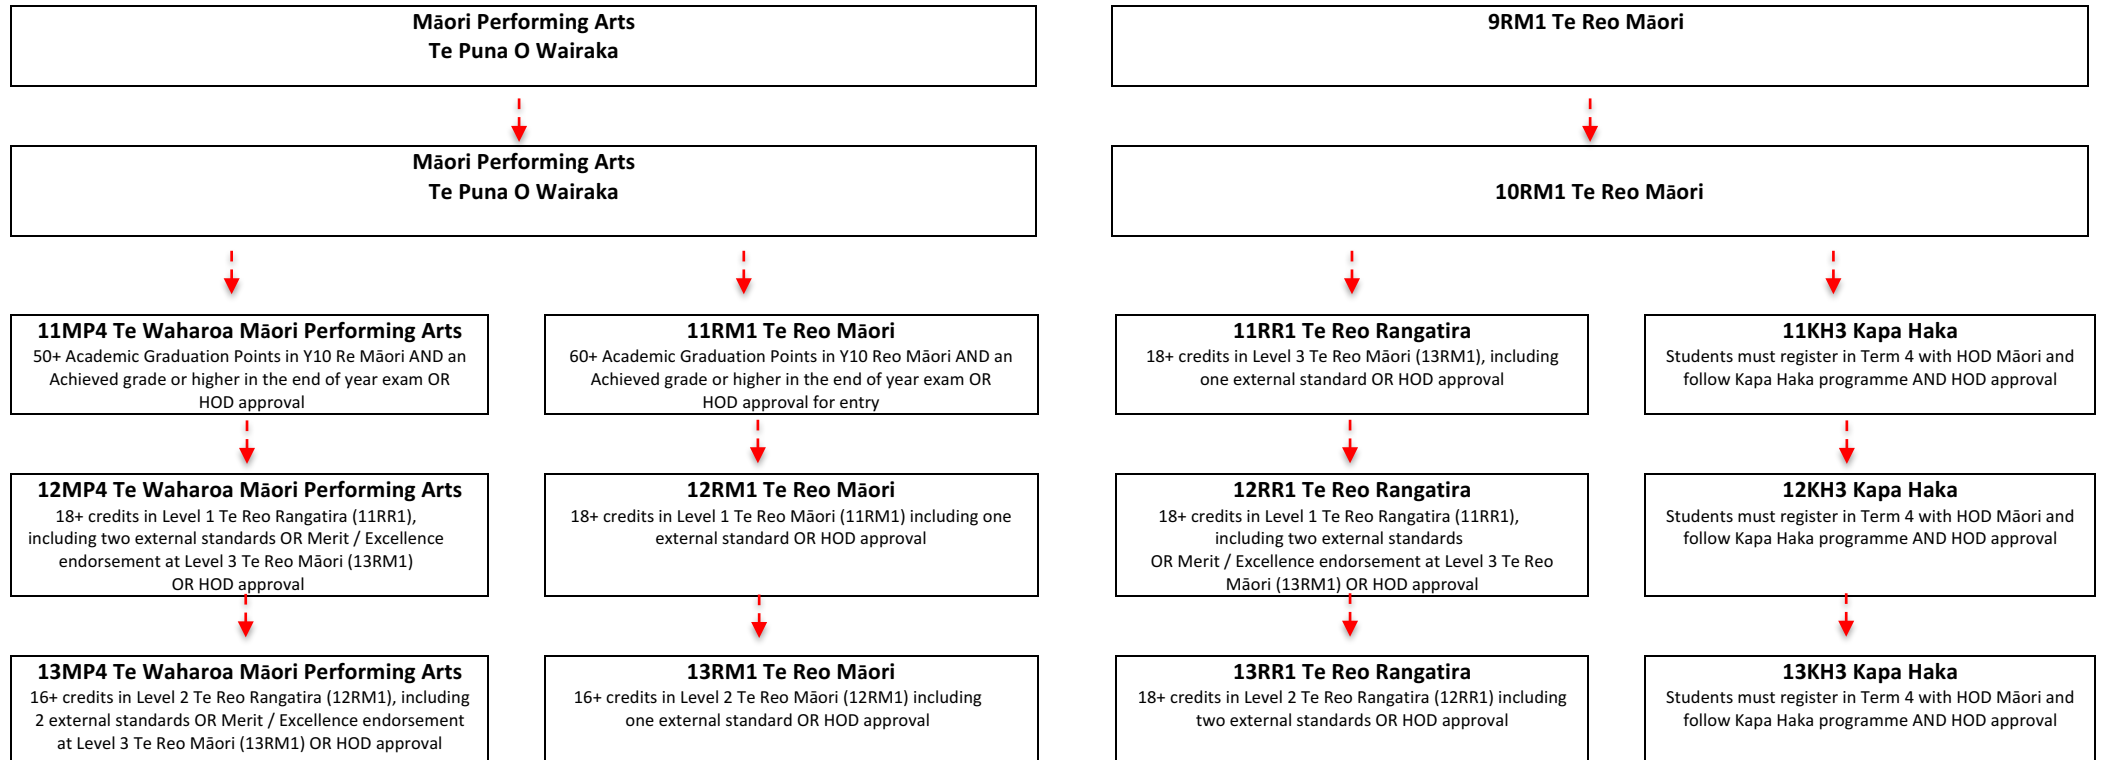 Māori Performing Arts
Te Puna O Wairaka
9RM1 Te Reo Māori
Māori Performing Arts
Te Puna O Wairaka
10RM1 Te Reo Māori
11MP4 Te Waharoa Māori Performing Arts
50+ Academic Graduation Points in Y10 Re Māori AND an
Achieved grade or higher in the end of year exam OR
HOD approval
11RM1 Te Reo Māori
60+ Academic Graduation Points in Y10 Reo Māori AND an
Achieved grade or higher in the end of year exam OR
HOD approval for entry
11RR1 Te Reo Rangatira
18+ credits in Level 3 Te Reo Māori (13RM1), including
one external standard OR HOD approval
11KH3 Kapa Haka
Students must register in Term 4 with HOD Māori and
follow Kapa Haka programme AND HOD approval
12MP4 Te Waharoa Māori Performing Arts
18+ credits in Level 1 Te Reo Rangatira (11RR1),
including two external standards OR Merit / Excellence
endorsement at Level 3 Te Reo Māori (13RM1)
OR HOD approval
12RM1 Te Reo Māori
18+ credits in Level 1 Te Reo Māori (11RM1) including one
external standard OR HOD approval
12RR1 Te Reo Rangatira
18+ credits in Level 1 Te Reo Rangatira (11RR1),
including two external standards
OR Merit / Excellence endorsement at Level 3 Te Reo
Māori (13RM1) OR HOD approval
12KH3 Kapa Haka
Students must register in Term 4 with HOD Māori and
follow Kapa Haka programme AND HOD approval
13MP4 Te Waharoa Māori Performing Arts
16+ credits in Level 2 Te Reo Rangatira (12RM1), including
2 external standards OR Merit / Excellence endorsement
at Level 3 Te Reo Māori (13RM1) OR HOD approval
13RM1 Te Reo Māori
16+ credits in Level 2 Te Reo Māori (12RM1) including
one external standard OR HOD approval
13RR1 Te Reo Rangatira
18+ credits in Level 2 Te Reo Rangatira (12RR1) including
two external standards OR HOD approval
13KH3 Kapa Haka
Students must register in Term 4 with HOD Māori and
follow Kapa Haka programme AND HOD approval